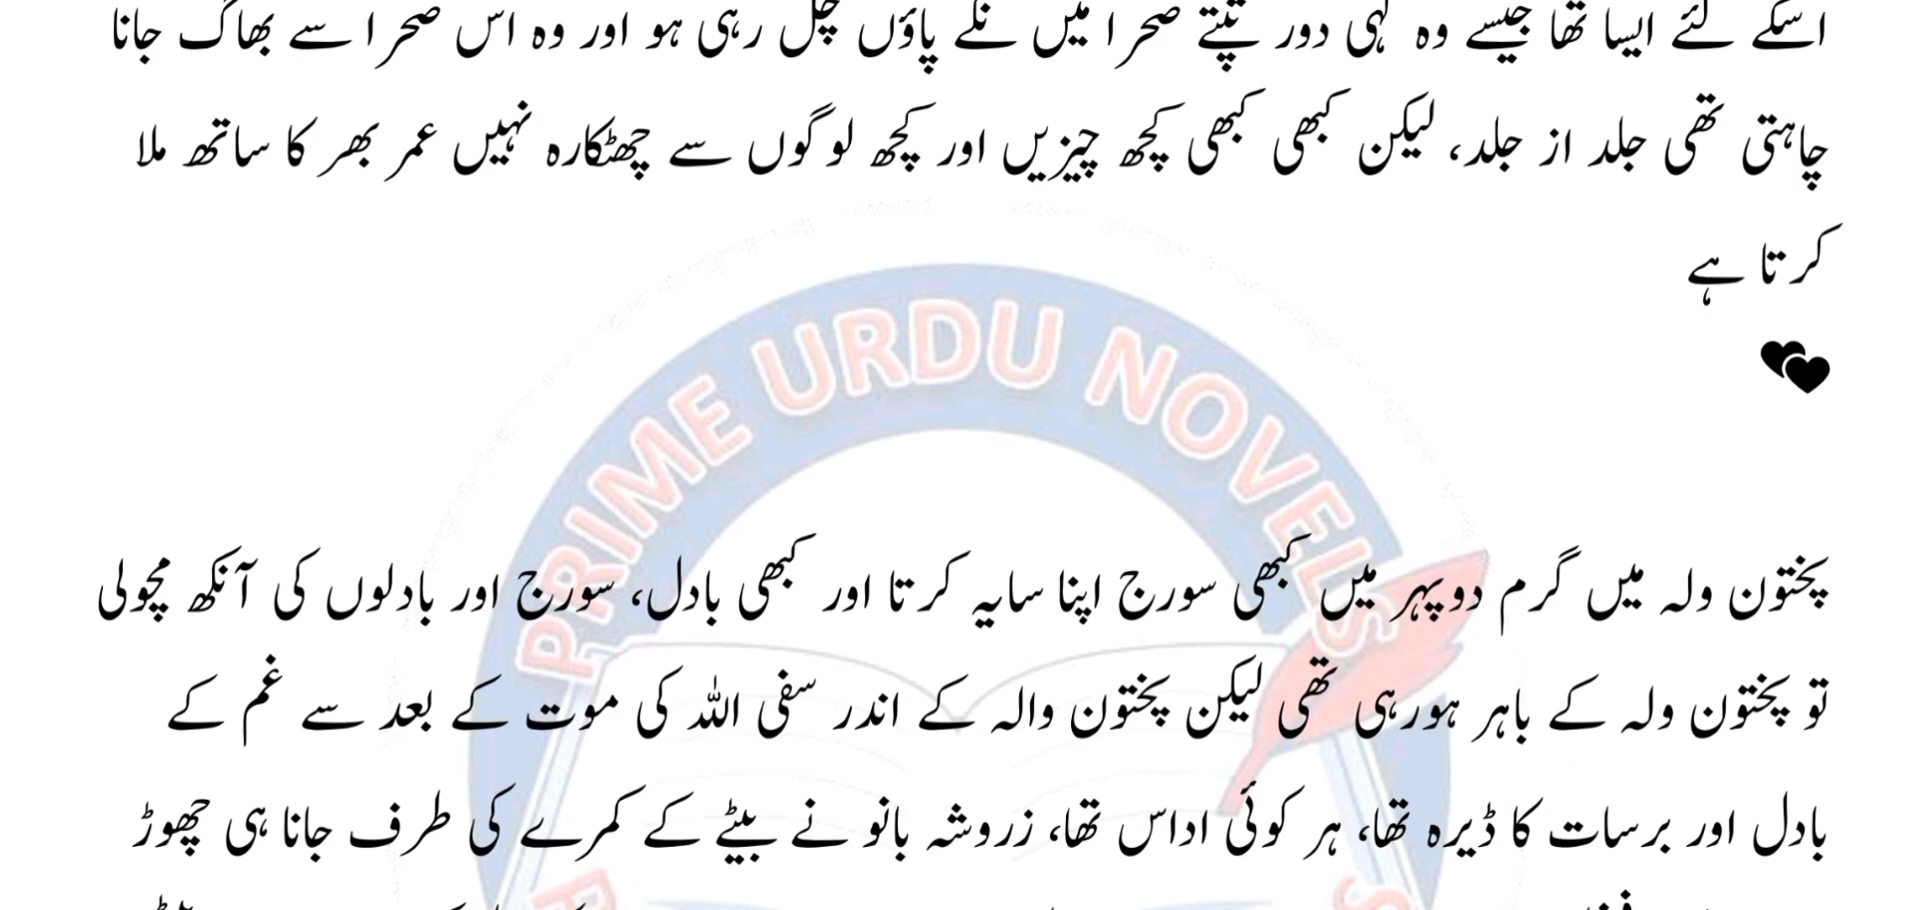 اسکے لئے ایسا تھا جیسے وہ کہی دور تپتے صحرا میں ننگے پاؤں چل رہی ہو اور وہ اس صحرا سے بھاگ جانا
چاہتی تھی جلد از جلد، لیکن کبھی کبھی کچھ چیزیں اور کچھ لوگوں سے چھٹکارہ نہیں عمر بھر کا ساتھ ملا
کرتا ہے
PRIME URDU NOVELS
پختون ولہ میں گرم دوپہر میں کبھی سورج اپنا سایہ کرتا اور کبھی بادل، سورج اور بادلوں کی آنکھ مچولی
تو پختون ولہ کے باہر ہورہی تھی لیکن پختون والہ کے اندر سفی اللہ کی موت کے بعد سے غم کے
بادل اور برسات کا ڈیرہ تھا، ہر کوئی اداس تھا، زروشہ بانو نے بیٹے کے کمرے کی طرف جانا ہی چھوڑ